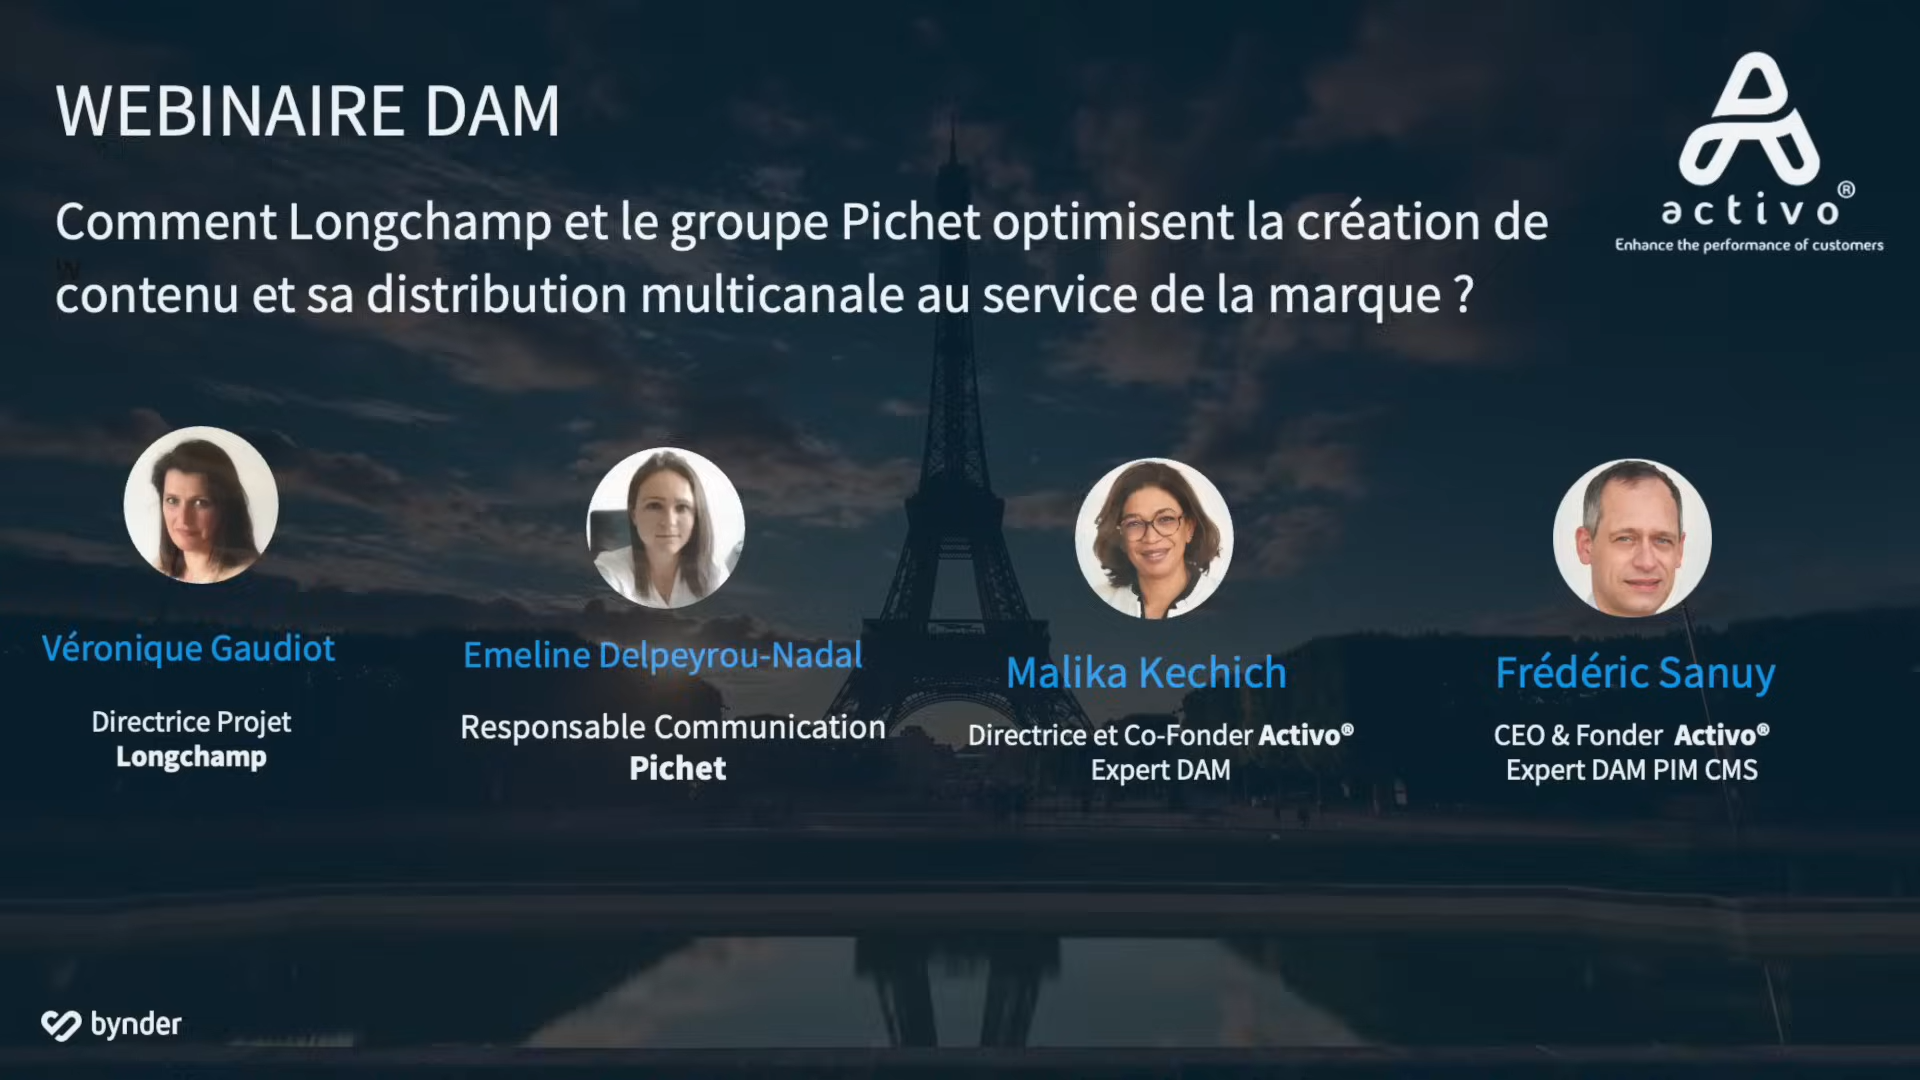 WEBINAIRE DAM
Comment Longchamp et le groupe Pichet optimisent la création de
contenu et sa distribution multicanale au service de la marque ?
activo®
Enhance the performance of customers
Véronique Gaudiot
Directrice Projet
Longchamp
Emeline Delpeyrou-Nadal
Responsable Communication
Pichet
Malika Kechich
Directrice et Co-Fonder Activo®
Expert DAM
Frédéric Sanuy
CEO & Fonder Activo®
Expert DAM PIM CMS
bynder